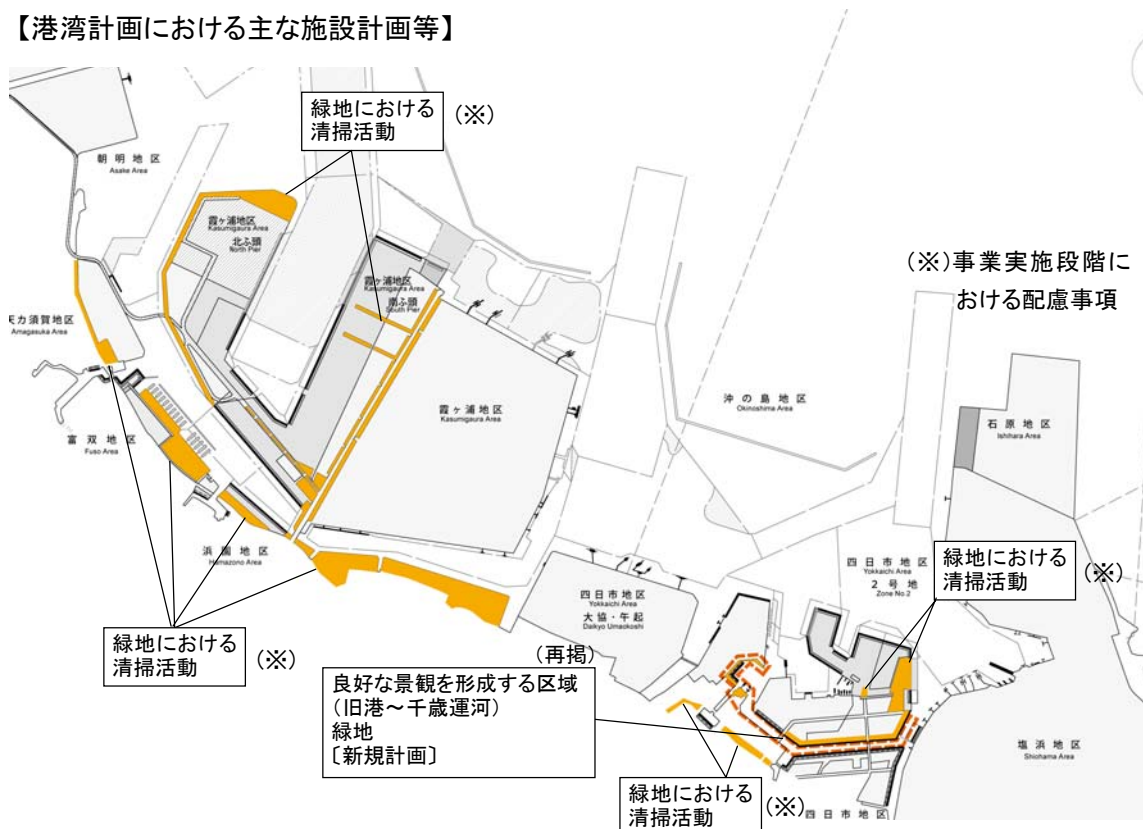 【港湾計画における主な施設計画等】
緑地における
清掃活動
(※)
朝明地区
Asake Area
霞ヶ浦地区
Kasumigaura Area
北ふ頭
North Pier
霞ヶ浦地区
Kasumigaura Area
南ふ頭
South Pier
(※)事業実施段階に
おける配慮事項
天カ須賀地区
Amagasuka Area
霞ヶ浦地区
Kasumigaura Area
沖の島地区
Okinoshima Area
石原地区
Ishihara Area
富双地区
Fuso Area
浜園地区
Hamazono Area
四日市地区
Yokkaichi Area
2号地
Zone No.2
緑地における
清掃活動
(※)
四日市地区
Yokkaichi Area
大協・午起
Daikyo Umaokoshi
緑地における
清掃活動
(※)
(再掲)
良好な景観を形成する区域
(旧港～千歳運河)
緑地
〔新規計画〕
塩浜地区
Shiohama Area
緑地における
清掃活動
(※)
四日市地区